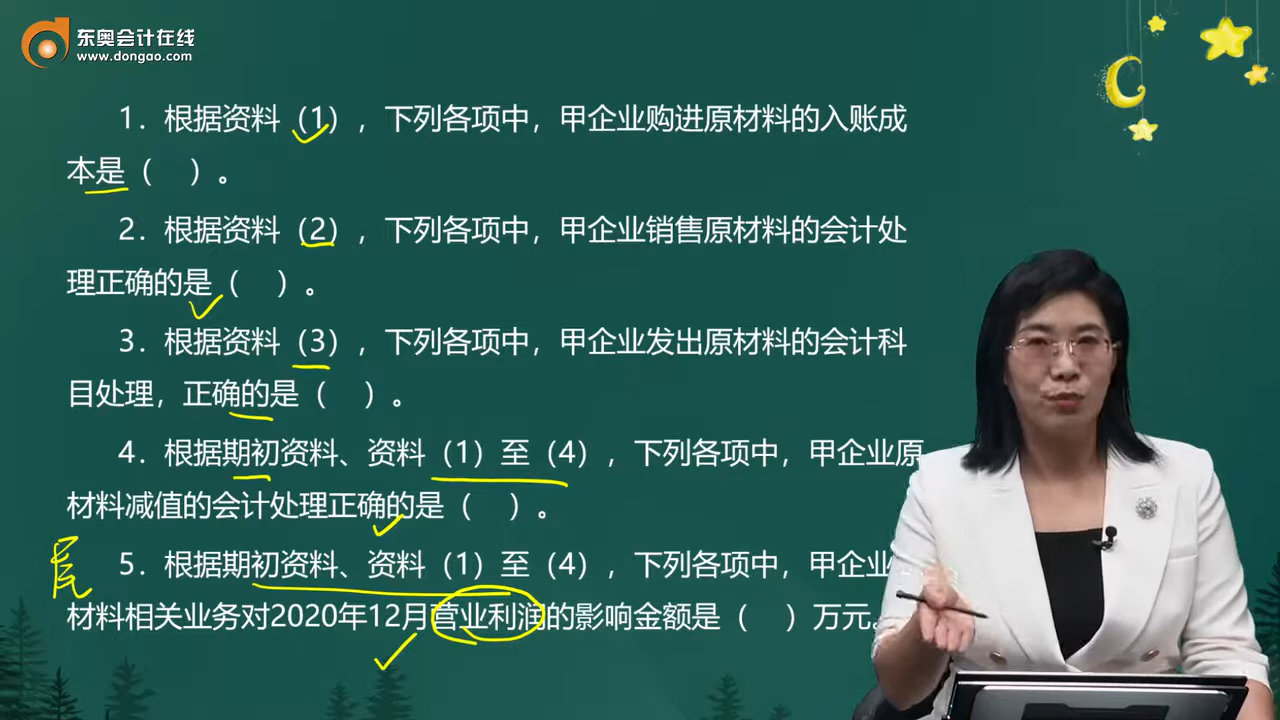 东奥会计在线
www.dongao.com
1. 根据资料（1），下列各项中，甲企业购进原材料的入账成
本是（ ）。
2. 根据资料（2），下列各项中，甲企业销售原材料的会计处
理正确的是（ ）。
3. 根据资料（3），下列各项中，甲企业发出原材料的会计科
目处理，正确的是（ ）。
4. 根据期初资料、资料（1）至（4），下列各项中，甲企业原
材料减值的会计处理正确的是（ ）。
5. 根据期初资料、资料（1）至（4），下列各项中，甲企业
材料相关业务对2020年12月营业利润的影响金额是（ ）万元。